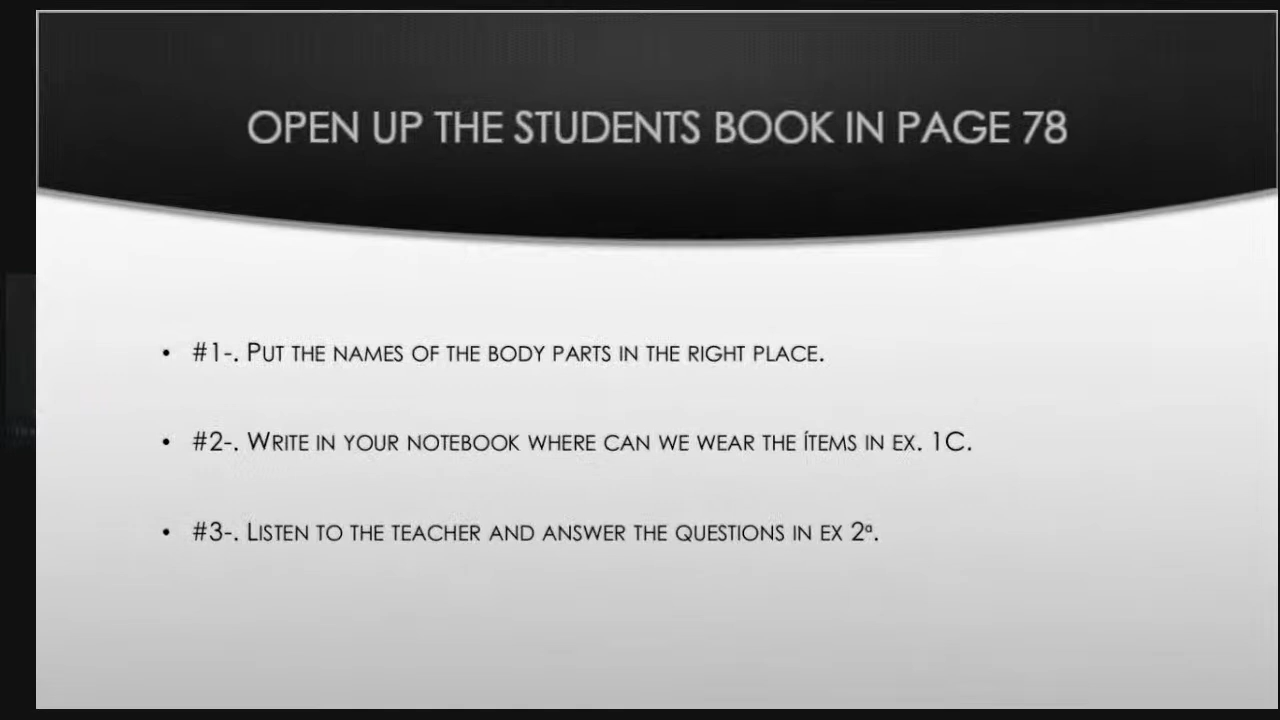 OPEN UP THE STUDENTS BOOK IN PAGE 78
• #1-. PUT THE NAMES OF THE BODY PARTS IN THE RIGHT PLACE.
• #2-. WRITE IN YOUR NOTEBOOK WHERE CAN WE WEAR THE ÍTEMS IN EX. 1C.
• #3-. LISTEN TO THE TEACHER AND ANSWER THE QUESTIONS IN EX 2ª.